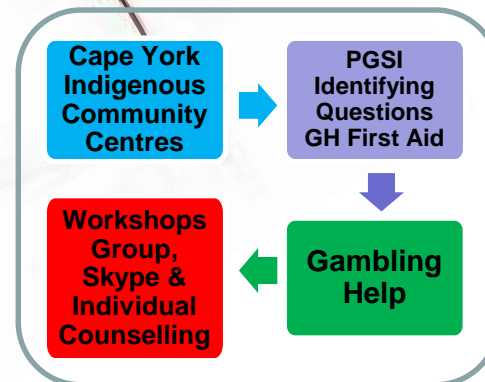 Cape York
Indigenous
Community
Centres
PGSI
Identifying
Questions
GH First Aid
Gambling
Help
Workshops
Group,
Skype &
Individual
Counselling